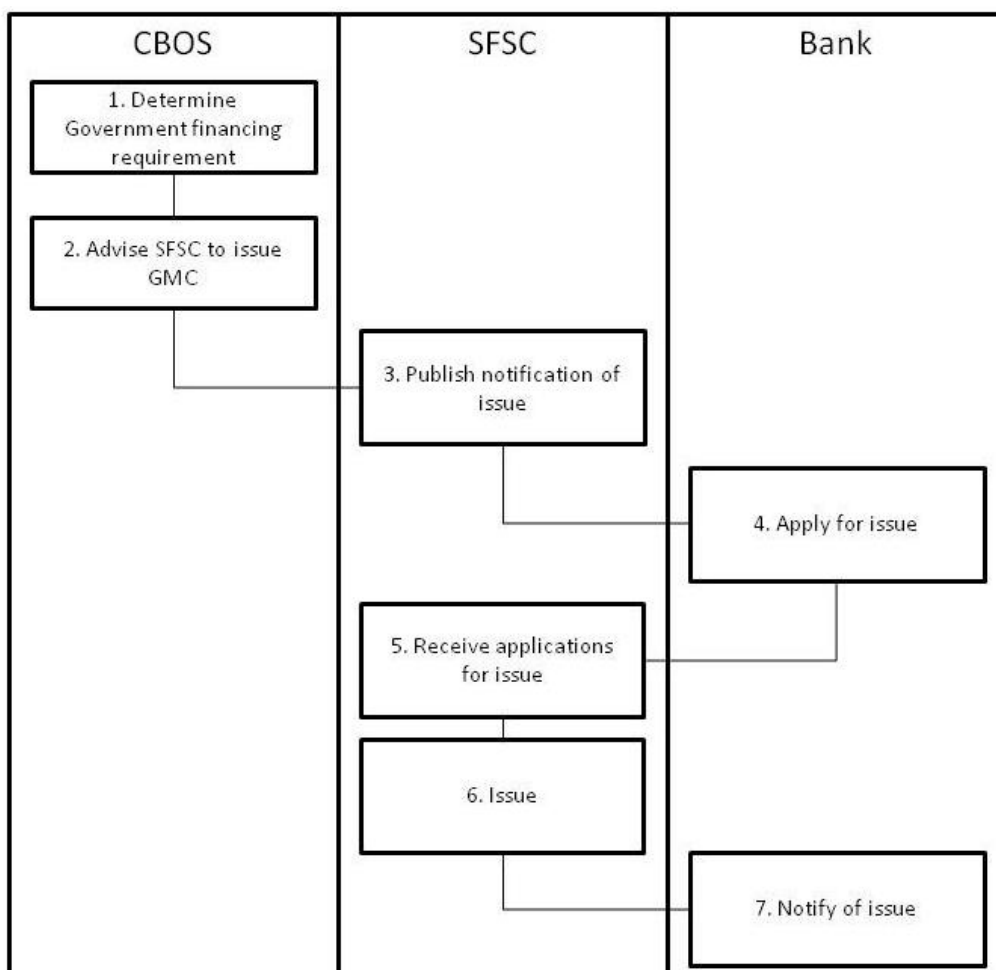 CBOS
SFSC
Bank
1. Determine
Government financing
requirement
2. Advise SFSC to issue
GMC
3. Publish notification of
issue
4. Apply for issue
5. Receive applications
for issue
6. Issue
7. Notify of issue